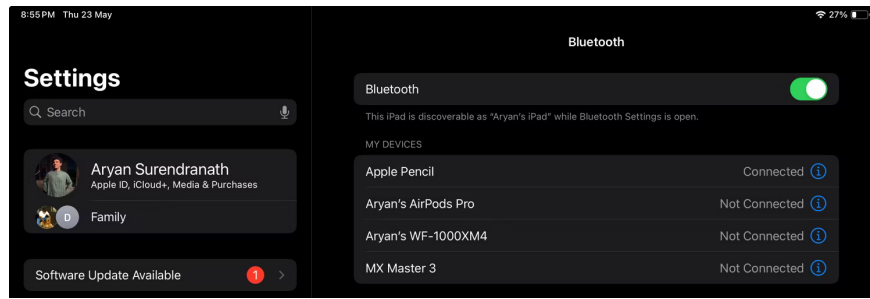 8:55 PM Thu 23 May
27%
Settings
Search
Aryan Surendranath
Apple ID, iCloud+, Media & Purchases
D
Family
Software Update Available
1
Bluetooth
Bluetooth
This iPad is discoverable as “Aryan's iPad” while Bluetooth Settings is open.
MY DEVICES
Apple Pencil Connected
Aryan's AirPods Pro Not Connected
Aryan's WF-1000XM4 Not Connected
MX Master 3 Not Connected